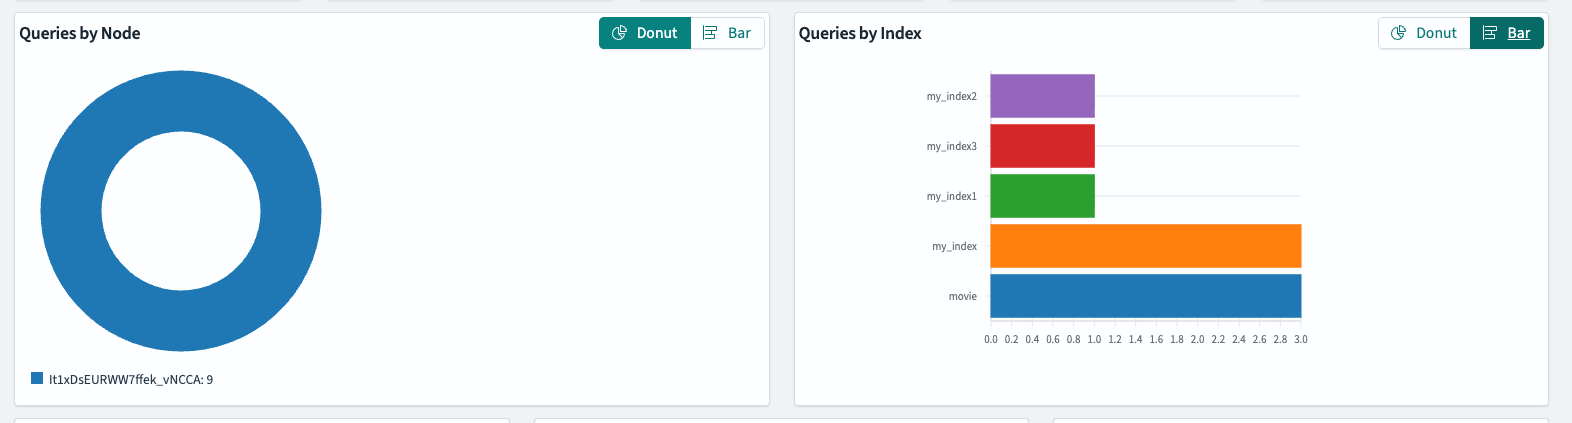 Queries by Node
Donut
Bar
It1xDsEURWW7ffek_vNCCA: 9
Queries by Index
Donut
Bar
my_index2
my_index3
my_index1
my_index
movie
0.0 0.2 0.4 0.6 0.8 1.0 1.2 1.4 1.6 1.8 2.0 2.2 2.4 2.6 2.8 3.0